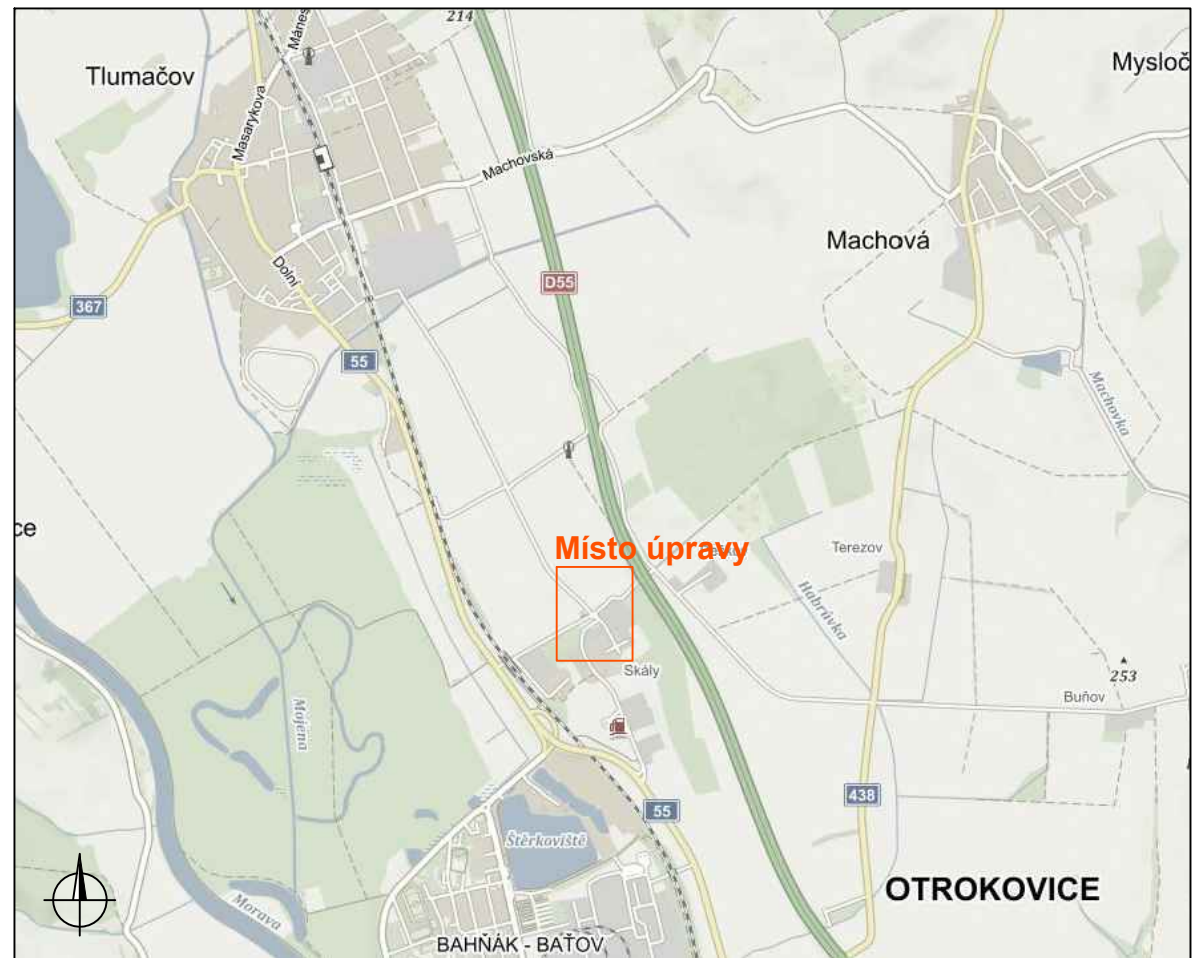 214
Mánes
Tlumačov
Mysloč
Masarykova
Machovská
Machová
Dolní
D55
367
55
Machovka
ce
Místo úpravy
Terezov
Habrůvka
Skály
253
Buňov
Mojena
438
55
Štěrkoviště
OTROKOVICE
Morava
BAHŇÁK - BAŤOV